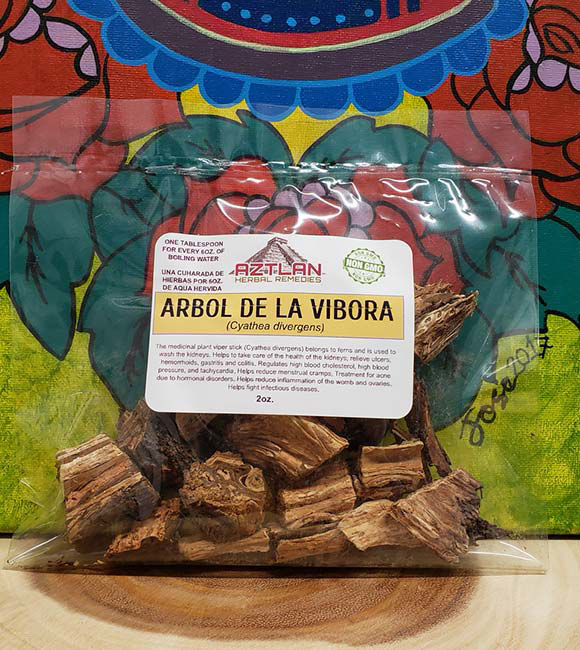 ONE TABLESPOON
FOR EVERY 6OZ. OF
BOILING WATER
UNA CUHARADA DE
HIERBAS POR 6OZ.
DE AQUA HERVIDA
AZTLAN
HERBAL REMEDIES
NON GMO
ARBOL DE LA VIBORA
(Cyathea divergens)
The medicinal plant viper stick (Cyathea divergens) belongs to ferns and is used to
wash the kidneys. Helps to take care of the health of the kidneys, relieve ulcers,
hemorrhoids, gastritis and colitis. Regulates high blood cholesterol, high blood
pressure, and tachycardia. Helps reduce menstrual cramps. Treatment for acne
due to hormonal disorders. Helps reduce inflammation of the womb and ovaries.
Helps fight infectious diseases.
2oz.